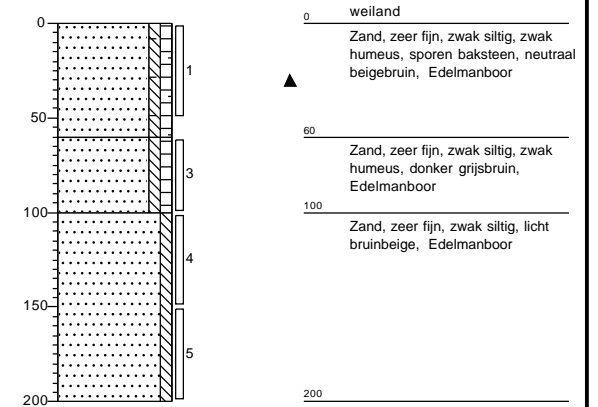 0
50
100
150
200
1
3
4
5
0
weiland
Zand, zeer fijn, zwak siltig, zwak
humeus, sporen baksteen, neutraal
beigebruin, Edelmanboor
60
Zand, zeer fijn, zwak siltig, zwak
humeus, donker grijsbruin,
Edelmanboor
100
Zand, zeer fijn, zwak siltig, licht
bruinbeige, Edelmanboor
200